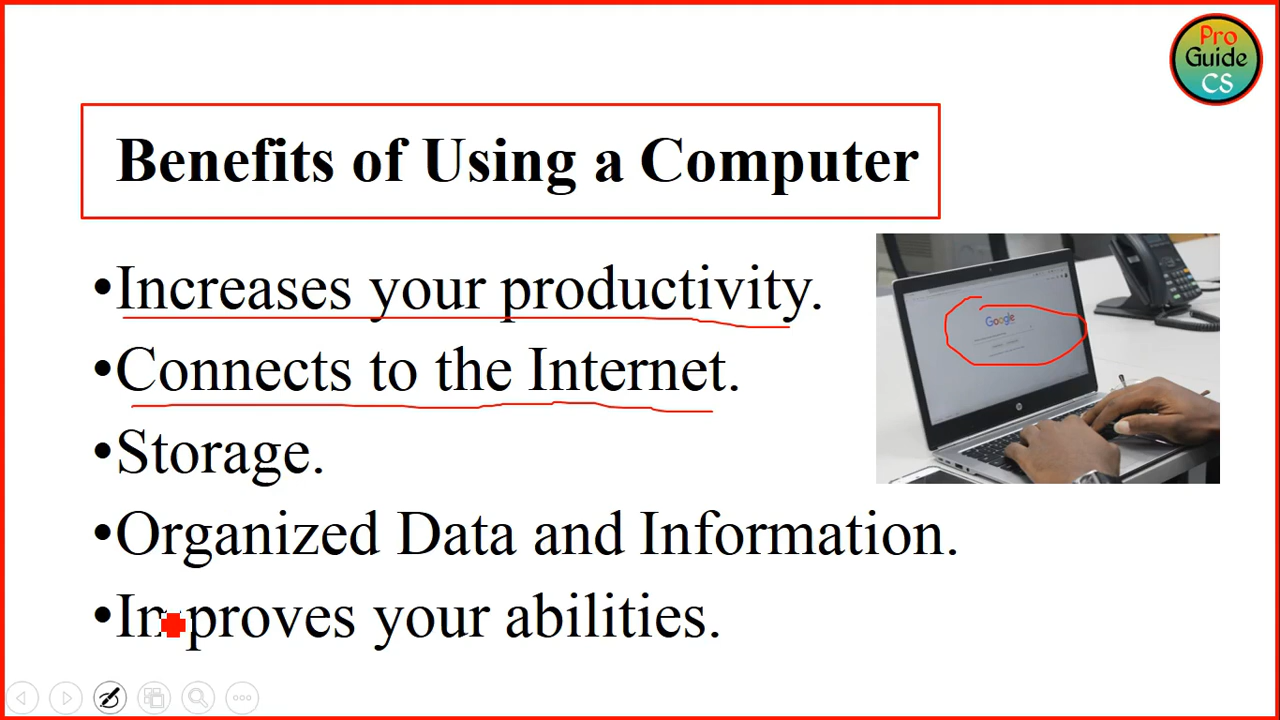 Pro
Guide
CS
Benefits of Using a Computer
•Increases your productivity.
•Connects to the Internet.
•Storage.
•Organized Data and Information.
•Improves your abilities.
Google